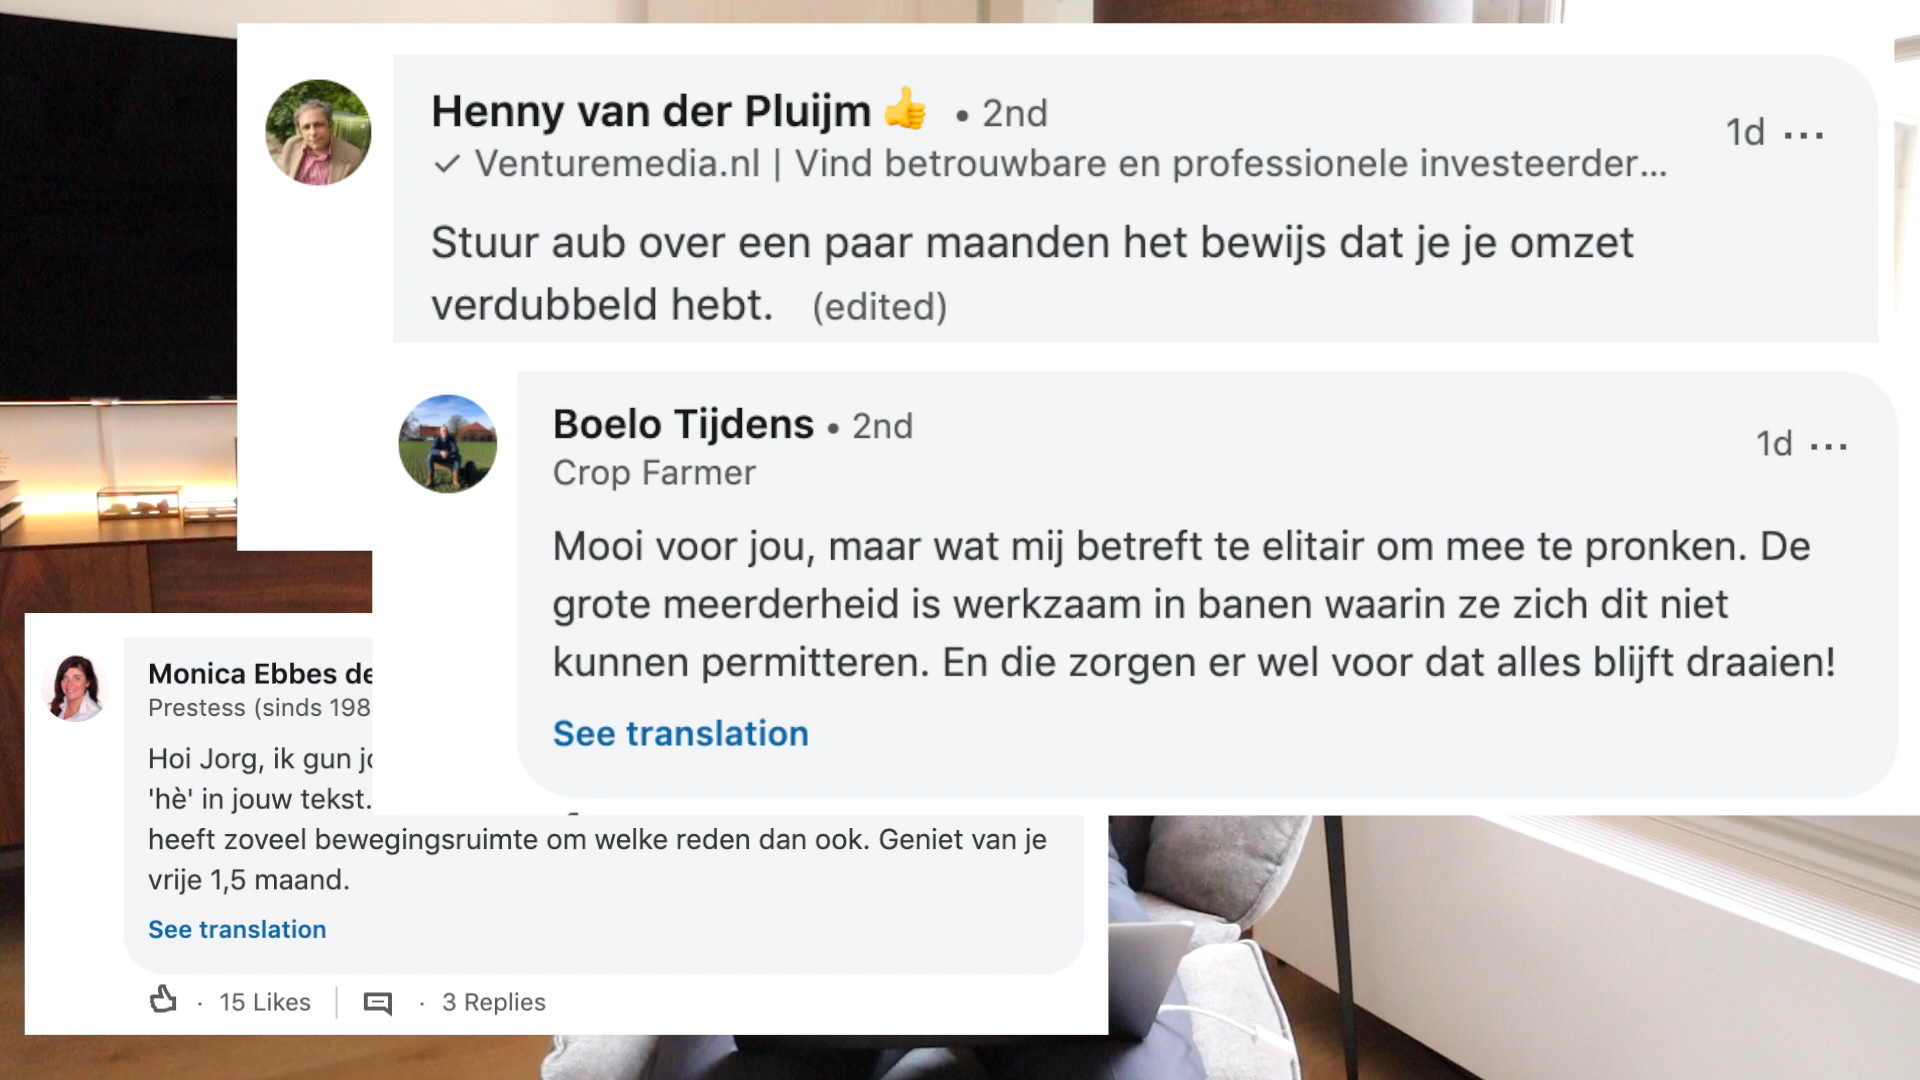 Henny van der Pluijm 👍 • 2nd
1d ...
✓ Venturemedia.nl | Vind betrouwbare en professionele investeerder...
Stuur aub over een paar maanden het bewijs dat je je omzet
verdubbeld hebt. (edited)
Boelo Tijdens • 2nd
1d ...
Crop Farmer
Mooi voor jou, maar wat mij betreft te elitair om mee te pronken. De
grote meerderheid is werkzaam in banen waarin ze zich dit niet
kunnen permitteren. En die zorgen er wel voor dat alles blijft draaien!
See translation
Monica Ebbes de
Prestess (sinds 198
Hoi Jorg, ik gun
'hè' in jouw tekst.
heeft zoveel bewegingsruimte om welke reden dan ook. Geniet van je
vrije 1,5 maand.
See translation
· 15 Likes | · 3 Replies